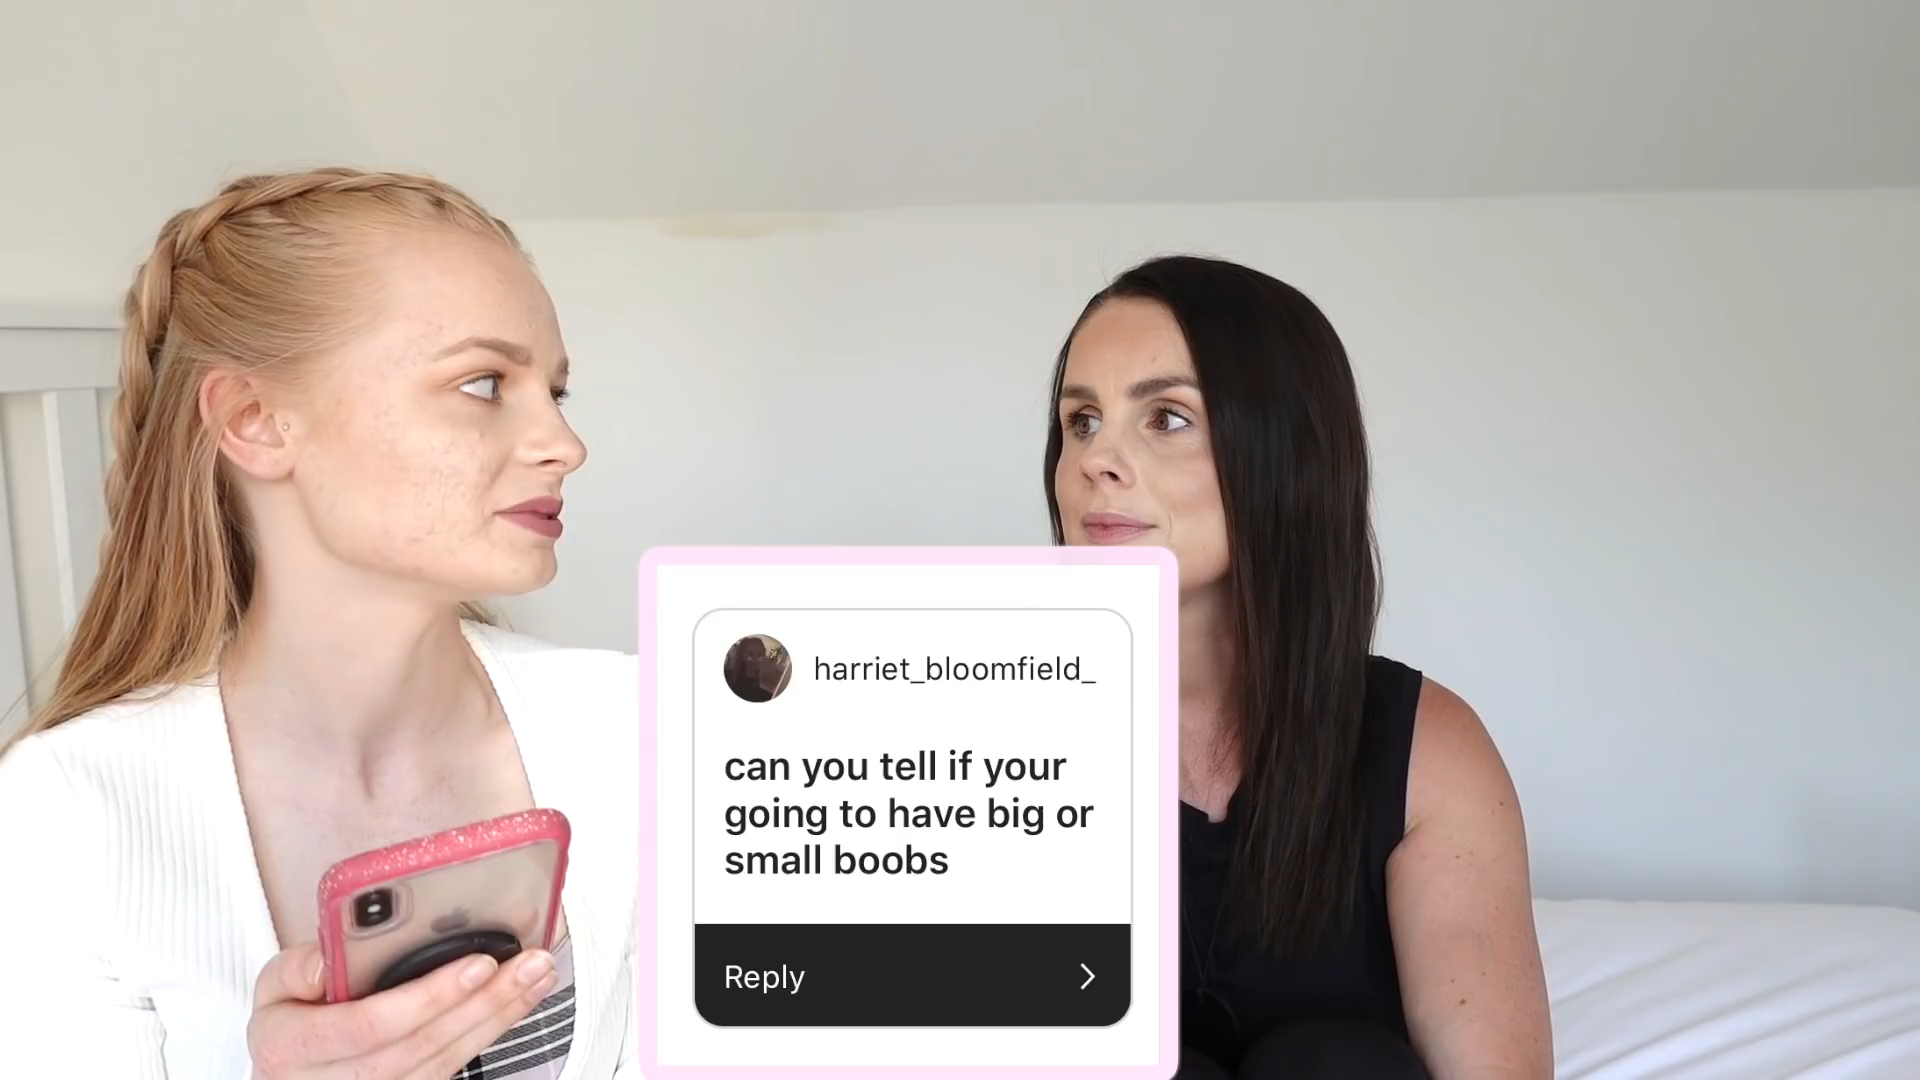 harriet_bloomfield_
can you tell if your
going to have big or
small boobs
Reply